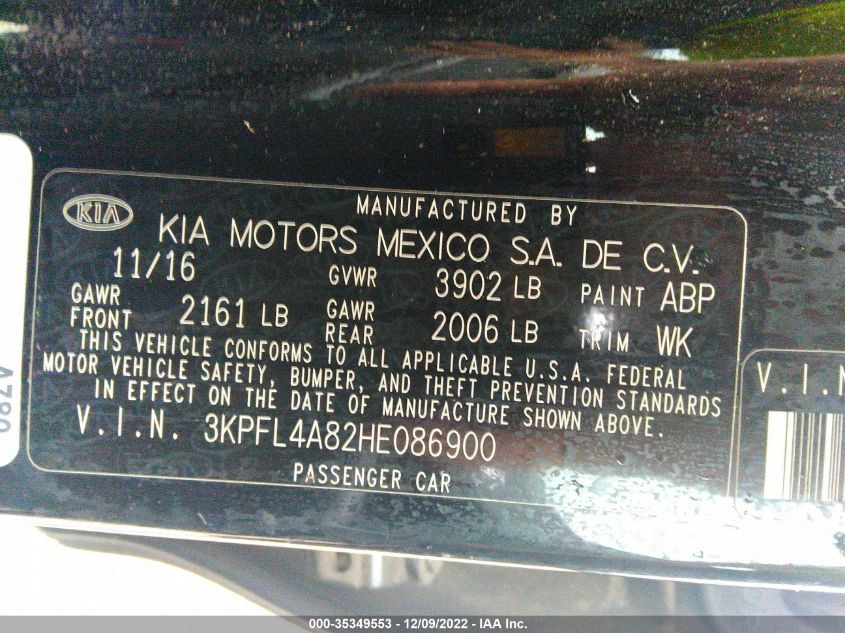 MANUFACTURED BY
KIA KIA MOTORS MEXICO S.A. DE C.V.
11/16 GVWR 3902 LB PAINT ABP
GAWR FRONT 2161 LB GAWR REAR 2006 LB TRIM WK
THIS VEHICLE CONFORMS TO ALL APPLICABLE U.S.A. FEDERAL
MOTOR VEHICLE SAFETY, BUMPER, AND THEFT PREVENTION STANDARDS
IN EFFECT ON THE DATE OF MANUFACTURE SHOWN ABOVE.
V.I.N. 3KPFL4A82HE086900
PASSENGER CAR
V.I.N
A780
000-35349553 - 12/09/2022 - IAA Inc.